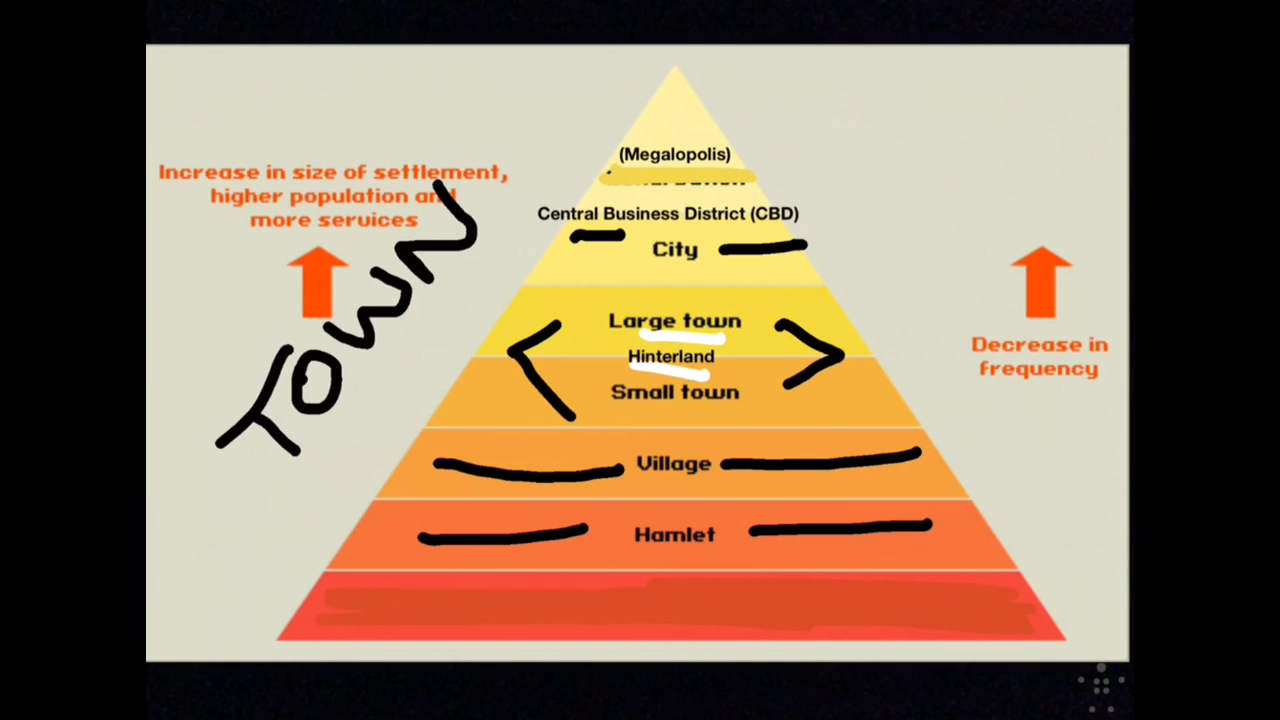 (Megalopolis)
Increase in size of settlement,
higher population and
more services
Central Business District (CBD)
City
TOWN
Large town
Hinterland
Small town
Decrease in
frequency
Village
Hamlet